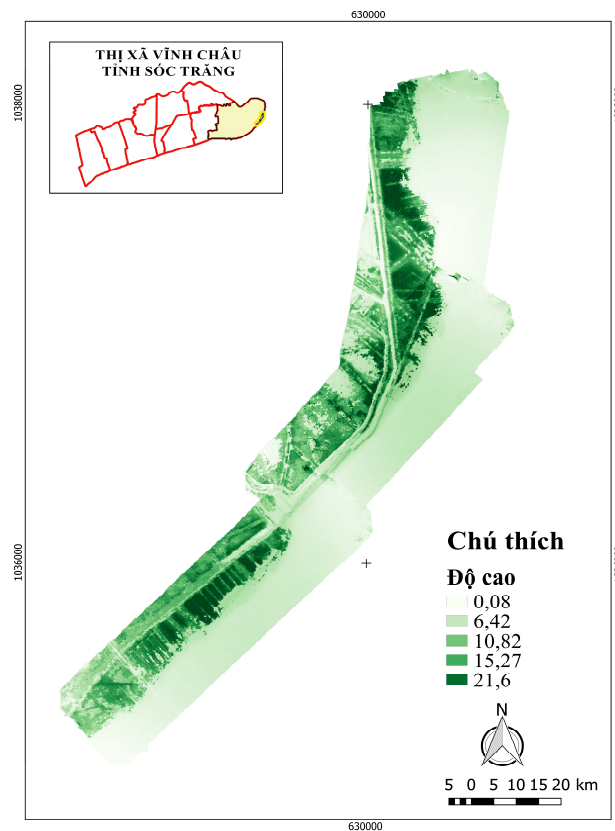 630000
THỊ XÃ VĨNH CHÂU
TỈNH SÓC TRĂNG
1038000
1036000
Chú thích
Độ cao
0,08
6,42
10,82
15,27
21,6
N
5 0 5 10 15 20 km
630000